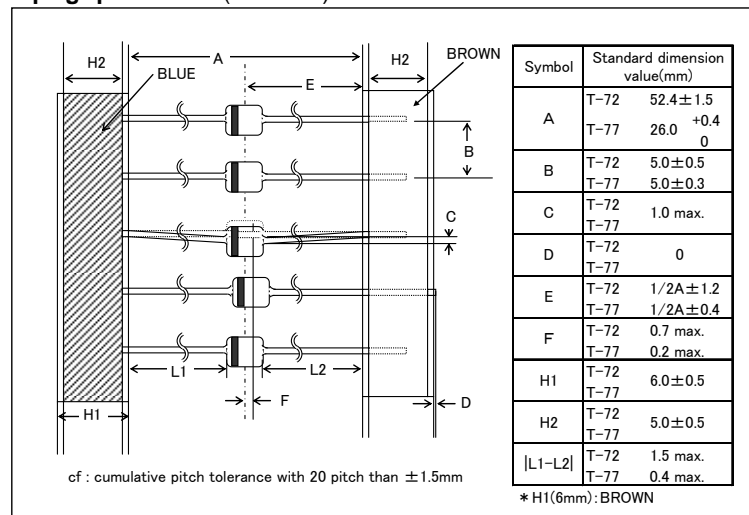 H2
A
H2
BROWN
BLUE
E
B
C
L1
L2
F
D
H1
cf : cumulative pitch tolerance with 20 pitch than ±1.5mm
Symbol Standard dimension value(mm)
A T-72 52.4±1.5
T-77 26.0 +0.4 0
B T-72 5.0±0.5
T-77 5.0±0.3
C T-72 T-77 1.0 max.
D T-72 T-77 0
E T-72 1/2A±1.2
T-77 1/2A±0.4
F T-72 0.7 max.
T-77 0.2 max.
H1 T-72 T-77 6.0±0.5
H2 T-72 T-77 5.0±0.5
|L1-L2| T-72 1.5 max.
T-77 0.4 max.
*H1(6mm):BROWN